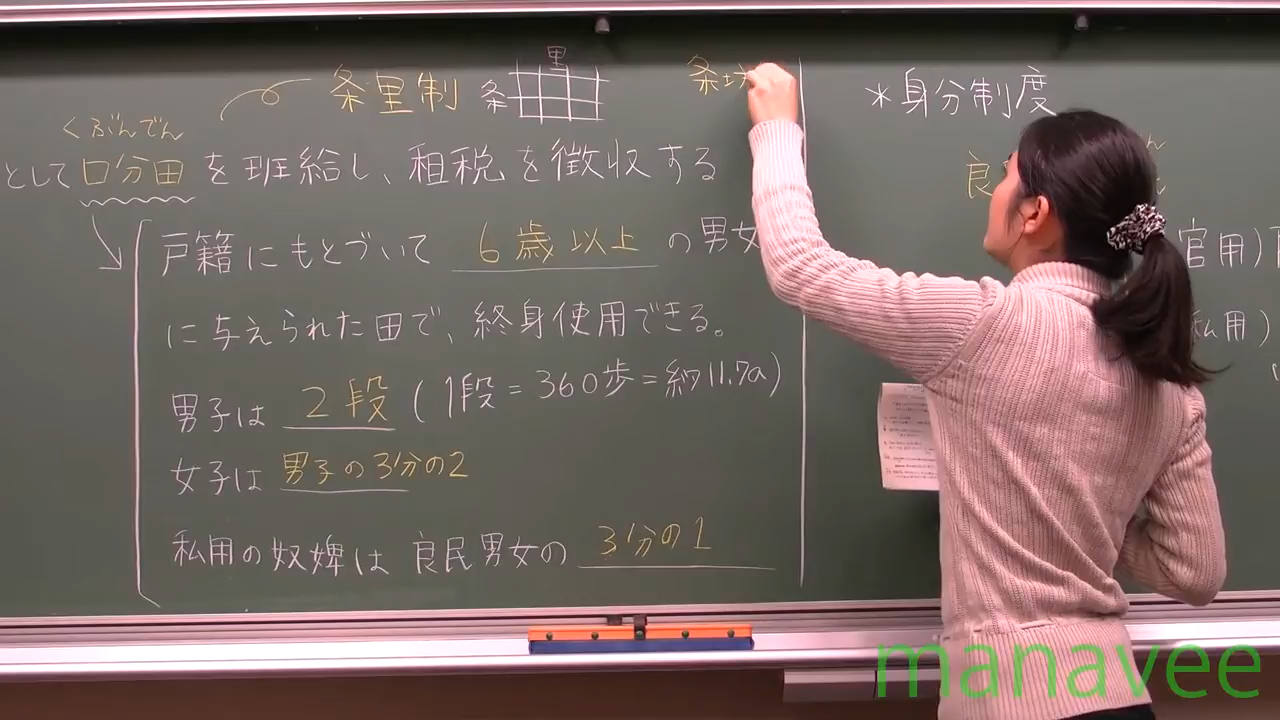 条里制
里
条
条坊
くぶんでん
として口分田を班給し、租税を徴収する
戸籍にもとづいて 6歳以上 の男女
に与えられた田で、終身使用できる。
男子は 2段 (1段=360歩=約11.7a)
女子は 男子の3分の2
私用の奴婢は 良民男女の 3分の1
*身分制度
良
官用)
私用)
manavee